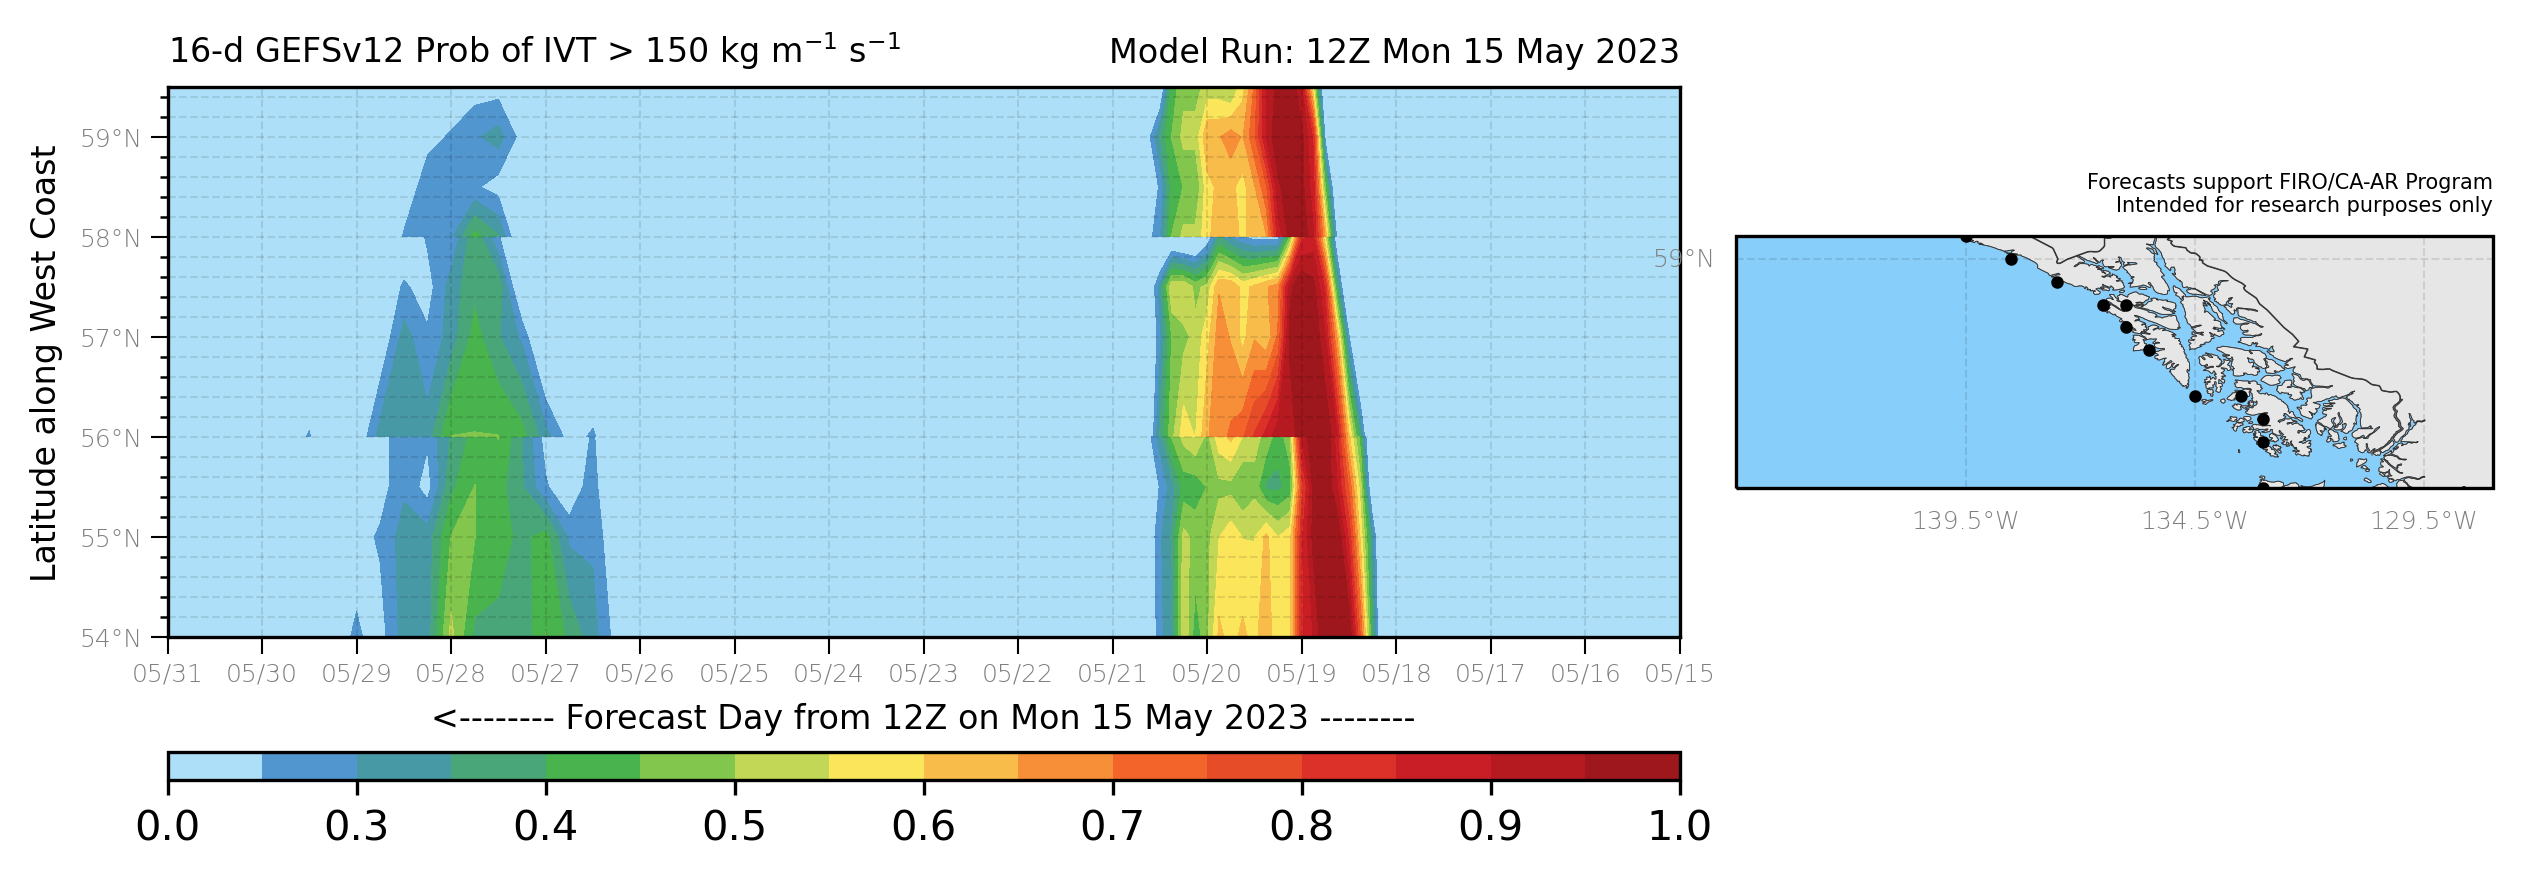 16-d GEFSv12 Prob of IVT > 150 kg m⁻¹ s⁻¹
Model Run: 12Z Mon 15 May 2023
Latitude along West Coast
59°N
58°N
57°N
56°N
55°N
54°N
05/31 05/30 05/29 05/28 05/27 05/26 05/25 05/24 05/23 05/22 05/21 05/20 05/19 05/18 05/17 05/16 05/15
<-------- Forecast Day from 12Z on Mon 15 May 2023 --------
0.0 0.3 0.4 0.5 0.6 0.7 0.8 0.9 1.0
Forecasts support FIRO/CA-AR Program
Intended for research purposes only
59°N
139.5°W 134.5°W 129.5°W